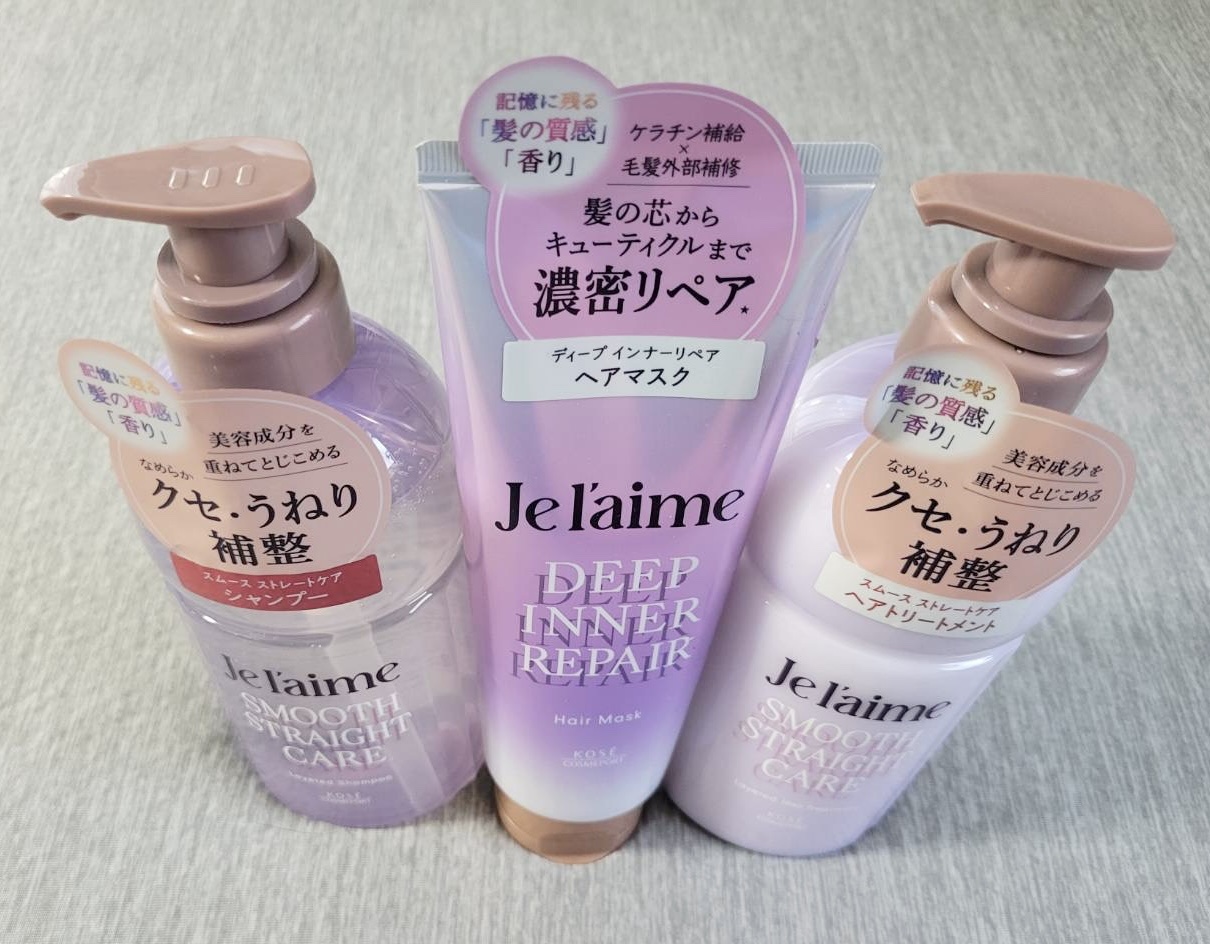 記憶に残る
「髪の質感」
「香り」
美容成分を
重ねてとじこめる
なめらか
クセ・うねり
補整
スムース ストレートケア
シャンプー
Je l'aime
SMOOTH
STRAIGHT
CARE
Layered Shampoo
KOSÉ
COSMEPORT
記憶に残る
「髪の質感」
「香り」
ケラチン補給
×
毛髪外部補修
髪の芯から
キューティクルまで
濃密リペア★
ディープ インナーリペア
ヘアマスク
Je l'aime
DEEP
INNER
REPAIR
Hair Mask
KOSÉ
COSMEPORT
記憶に残る
「髪の質感」
「香り」
美容成分を
重ねてとじこめる
なめらか
クセ・うねり
補整
スムース ストレートケア
ヘアトリートメント
Je l'aime
SMOOTH
STRAIGHT
CARE
KOSÉ